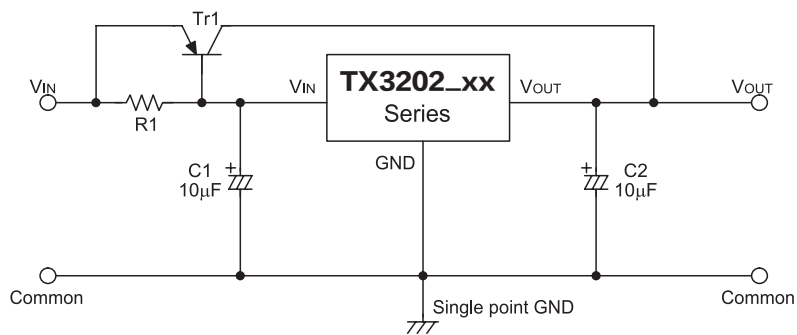 Tr1
VIN
R1
VIN
TX3202_xx
Series
VOUT
VOUT
GND
C1
10μF
C2
10μF
Common
Single point GND
Common